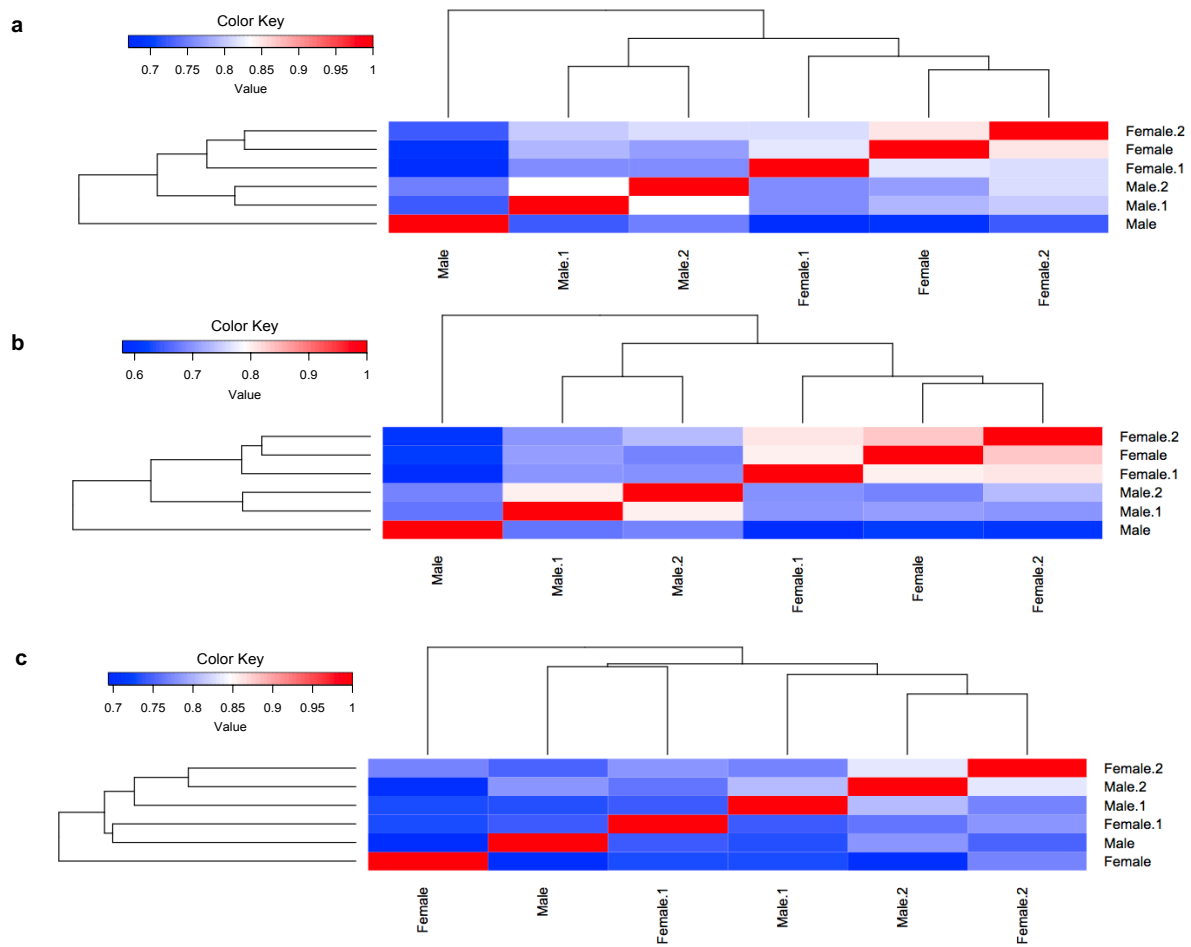 a
Color Key
0.7 0.75 0.8 0.85 0.9 0.95 1
Value
Female.2
Female
Female.1
Male.2
Male.1
Male
Male Male.1 Male.2 Female.1 Female Female.2
b
Color Key
0.6 0.7 0.8 0.9 1
Value
Female.2
Female
Female.1
Male.2
Male.1
Male
Male Male.1 Male.2 Female.1 Female Female.2
c
Color Key
0.7 0.75 0.8 0.85 0.9 0.95 1
Value
Female.2
Male.2
Male.1
Female.1
Male
Female
Female Male Female.1 Male.1 Male.2 Female.2